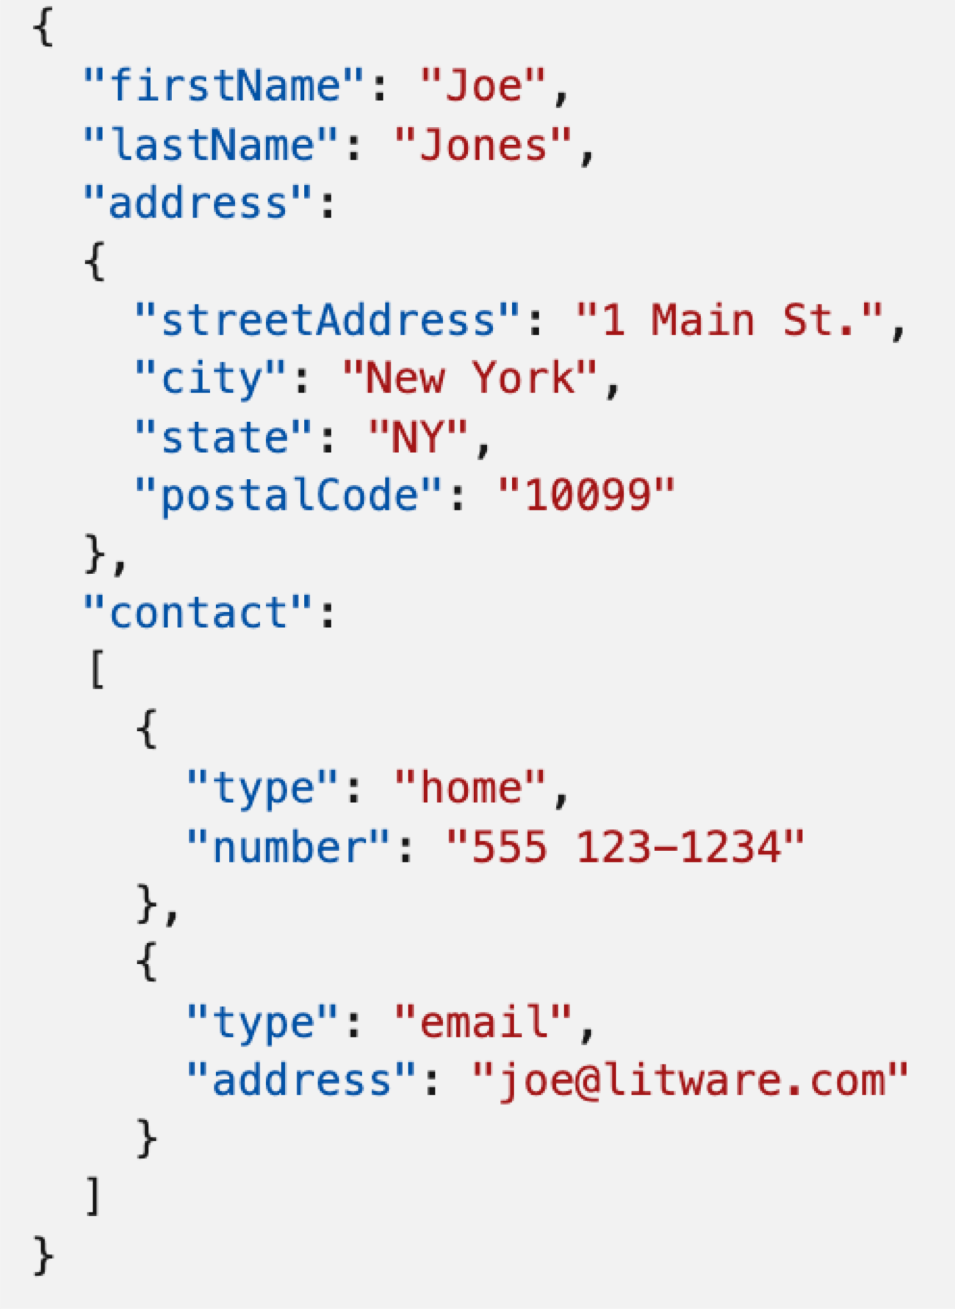 {
  "firstName": "Joe",
  "lastName": "Jones",
  "address":
  {
    "streetAddress": "1 Main St.",
    "city": "New York",
    "state": "NY",
    "postalCode": "10099"
  },
  "contact":
  [
    {
      "type": "home",
      "number": "555 123-1234"
    },
    {
      "type": "email",
      "address": "joe@litware.com"
    }
  ]
}